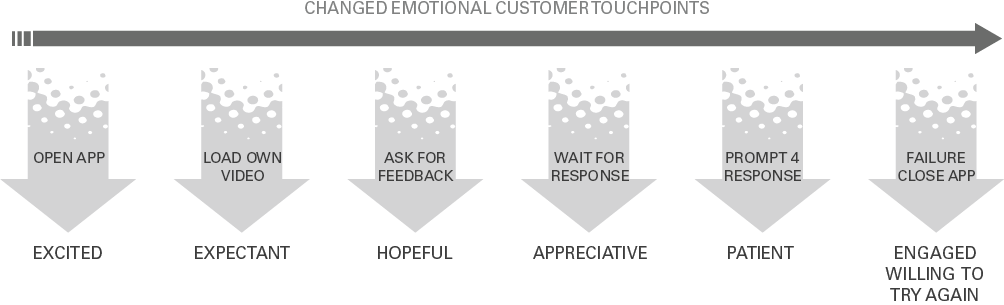 CHANGED EMOTIONAL CUSTOMER TOUCHPOINTS
OPEN APP
LOAD OWN
VIDEO
ASK FOR
FEEDBACK
WAIT FOR
RESPONSE
PROMPT 4
RESPONSE
FAILURE
CLOSE APP
EXCITED
EXPECTANT
HOPEFUL
APPRECIATIVE
PATIENT
ENGAGED
WILLING TO
TRY AGAIN